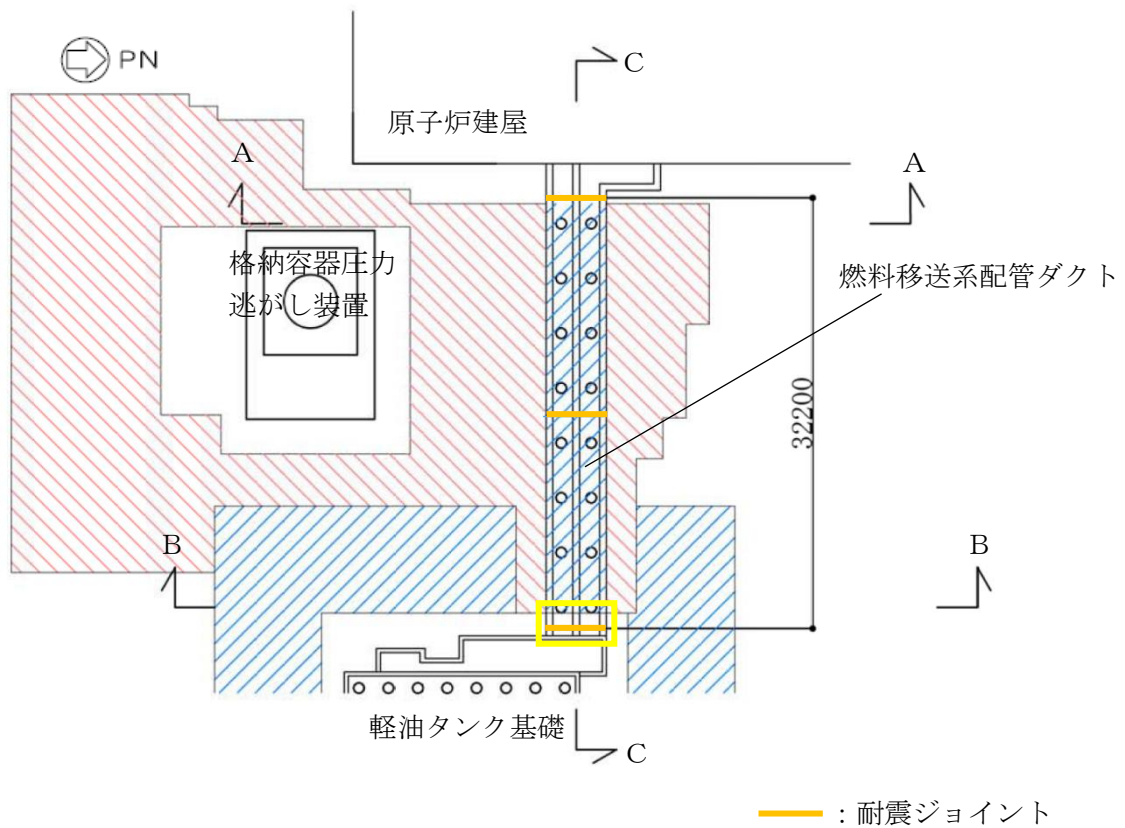 PN
C
原子炉建屋
A
A
格納容器圧力
逃がし装置
燃料移送系配管ダクト
32200
B
B
軽油タンク基礎
C
：耐震ジョイント